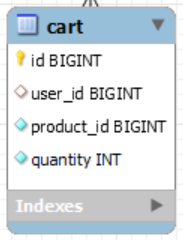 cart
id BIGINT
user_id BIGINT
product_id BIGINT
quantity INT
Indexes